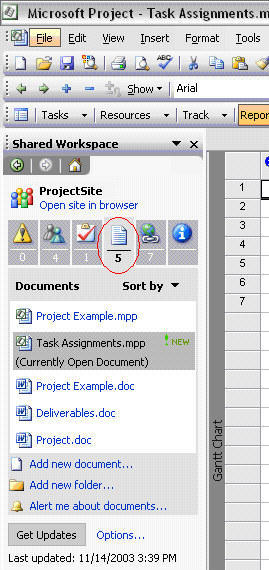 Microsoft Project - Task Assignments.m
File Edit View Insert Format Tools
Show Arial
Tasks Resources Track Repor
Shared Workspace
ProjectSite
Open site in browser
0 4 1 5 7
Documents Sort by
Project Example.mpp
Task Assignments.mpp NEW
(Currently Open Document)
Project Example.doc
Deliverables.doc
Project.doc
Add new document...
Add new folder...
Alert me about documents...
Get Updates Options...
Last updated: 11/14/2003 3:39 PM
1
2
3
4
5
6
7
Gantt Chart